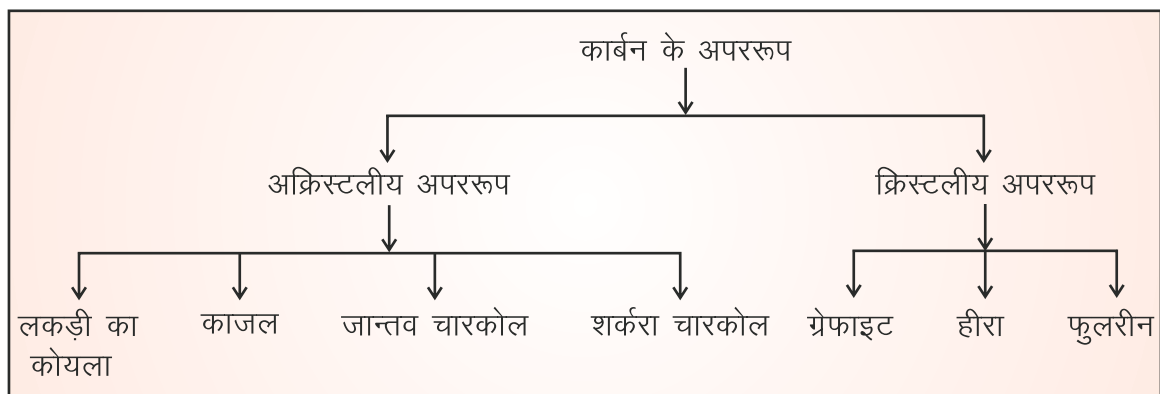 कार्बन के अपररूप
अक्रिस्टलीय अपररूप
क्रिस्टलीय अपररूप
लकड़ी का
कोयला
काजल
जान्तव चारकोल
शर्करा चारकोल
ग्रेफाइट
हीरा
फुलरीन